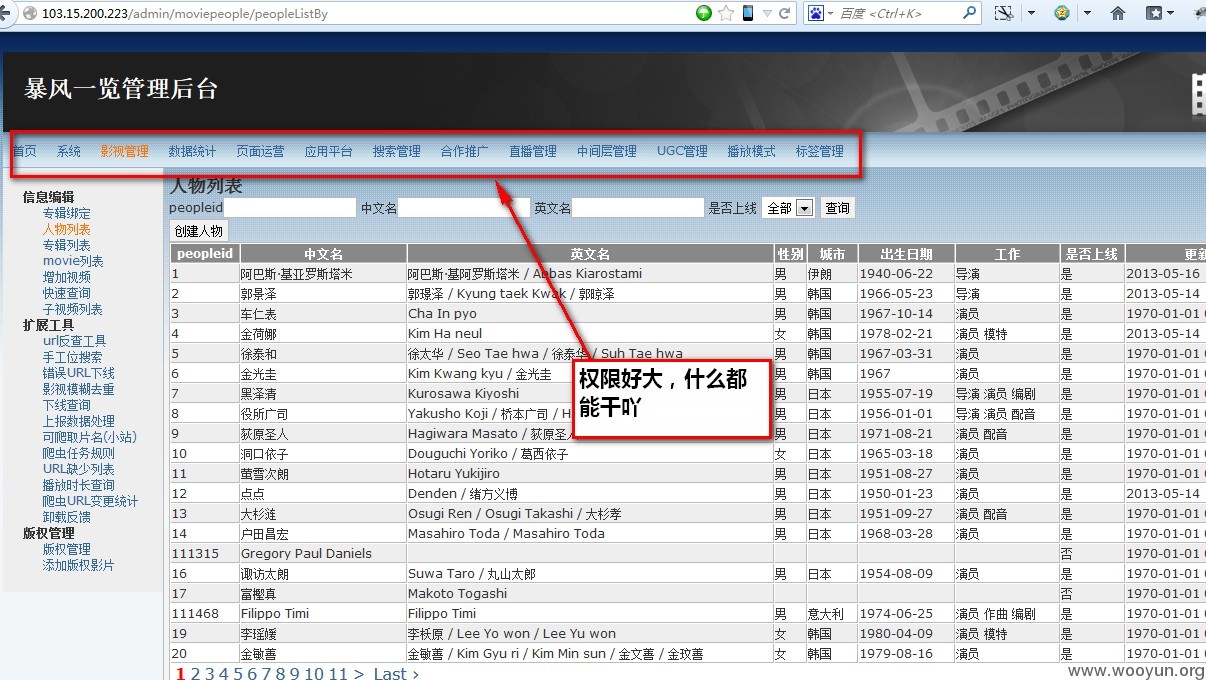 103.15.200.223/admin/moviepeople/peopleListBy
百度 <Ctrl+K>
暴风一览管理后台
首页 系统 影视管理 数据统计 页面运营 应用平台 搜索管理 合作推广 直播管理 中间层管理 UGC管理 播放模式 标签管理
信息编辑
专辑绑定
人物列表
专辑列表
movie列表
增加视频
快速查询
子视频列表
扩展工具
url反查工具
手工位搜索
错误URL下线
影视模糊去重
下线查询
上报数据处理
可爬取片名(小站)
爬虫任务规则
URL缺少列表
播放时长查询
爬虫URL变更统计
卸载反馈
版权管理
版权管理
添加版权影片
人物列表
peopleid 中文名 英文名 是否上线 全部 查询
创建人物
peopleid 中文名 英文名 性别 城市 出生日期 工作 是否上线 更新
1 阿巴斯·基亚罗斯塔米 阿巴斯·基阿罗斯塔米 / Abbas Kiarostami 男 伊朗 1940-06-22 导演 是 2013-05-16
2 郭景泽 郭璟泽 / Kyung taek Kwak / 郭暻泽 男 韩国 1966-05-23 导演 是 2013-05-14
3 车仁表 Cha In pyo 男 韩国 1967-10-14 演员 是 2013-05-14
4 金荷娜 Kim Ha neul 女 韩国 1978-02-21 演员 模特 是 2013-05-14
5 徐泰和 徐太华 / Seo Tae hwa / 徐泰华 / Suh Tae hwa 男 韩国 1967-03-31 演员 是 1970-01-01
6 金光圭 Kim Kwang kyu / 金光圭 男 韩国 1967 演员 是 1970-01-01
7 黑泽清 Kurosawa Kiyoshi 男 日本 1955-07-19 导演 演员 编剧 是 1970-01-01
8 役所广司 Yakusho Koji / 桥本广司 / H 男 日本 1956-01-01 导演 演员 配音 是 1970-01-01
9 荻原圣人 Hagiwara Masato / 荻原圣人 男 日本 1971-08-21 演员 配音 是 1970-01-01
10 洞口依子 Douguchi Yoriko / 葛西依子 女 日本 1965-03-18 演员 是 1970-01-01
11 萤雪次朗 Hotaru Yukijiro 男 日本 1951-08-27 演员 是 1970-01-01
12 点点 Denden / 绪方义博 男 日本 1950-01-23 演员 是 2013-05-14
13 大杉涟 Osugi Ren / Osugi Takashi / 大杉孝 男 日本 1951-09-27 演员 配音 是 1970-01-01
14 户田昌宏 Masahiro Toda / Masahiro Toda 男 日本 1968-03-28 演员 是 1970-01-01
111315 Gregory Paul Daniels 否 1970-01-01
16 诹访太朗 Suwa Taro / 丸山太郎 男 日本 1954-08-09 演员 是 1970-01-01
17 富樫真 Makoto Togashi 否 1970-01-01
111468 Filippo Timi Filippo Timi 男 意大利 1974-06-25 演员 作曲 编剧 是 1970-01-01
19 李瑶媛 李枖原 / Lee Yo won / Lee Yu won 女 韩国 1980-04-09 演员 模特 是 1970-01-01
20 金敏善 金敏善 / Kim Gyu ri / Kim Min sun / 金文善 / 金玟善 女 韩国 1979-08-16 演员 是 1970-01-01
权限好大，什么都
能干吖
1 2 3 4 5 6 7 8 9 10 11 > Last ›
www.wooyun.org